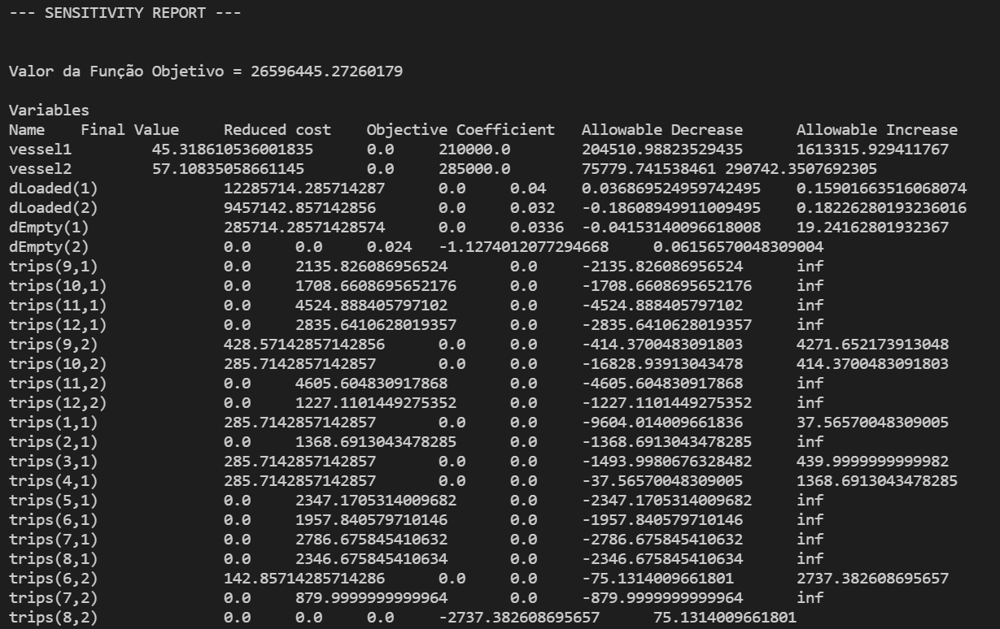 --- SENSITIVITY REPORT ---
Valor da Função Objetivo = 26596445.27260179
Variables
Name Final Value Reduced cost Objective Coefficient Allowable Decrease Allowable Increase
vessel1 45.318610536001835 0.0 210000.0 204510.98823529435 1613315.929411767
vessel2 57.10835058661145 0.0 285000.0 75779.741538461 290742.3507692305
dLoaded(1) 12285714.285714287 0.0 0.04 0.036869524959742495 0.15901663516068074
dLoaded(2) 9457142.857142856 0.0 0.032 -0.18608949911009495 0.18226280193236016
dEmpty(1) 285714.28571428574 0.0 0.0336 -0.04153140096618008 19.24162801932367
dEmpty(2) 0.0 0.0 0.024 -1.1274012077294668 0.06156570048309004
trips(9,1) 0.0 2135.826086956524 0.0 -2135.826086956524 inf
trips(10,1) 0.0 1708.6608695652176 0.0 -1708.6608695652176 inf
trips(11,1) 0.0 4524.888405797102 0.0 -4524.888405797102 inf
trips(12,1) 0.0 2835.6410628019357 0.0 -2835.6410628019357 inf
trips(9,2) 428.57142857142856 0.0 0.0 -414.3700483091803 4271.652173913048
trips(10,2) 285.7142857142857 0.0 0.0 -16828.93913043478 414.3700483091803
trips(11,2) 0.0 4605.604830917868 0.0 -4605.604830917868 inf
trips(12,2) 0.0 1227.1101449275352 0.0 -1227.1101449275352 inf
trips(1,1) 285.7142857142857 0.0 0.0 -9604.014009661836 37.56570048309005
trips(2,1) 0.0 1368.6913043478285 0.0 -1368.6913043478285 inf
trips(3,1) 285.7142857142857 0.0 0.0 -1493.9980676328482 439.9999999999982
trips(4,1) 285.7142857142857 0.0 0.0 -37.56570048309005 1368.6913043478285
trips(5,1) 0.0 2347.1705314009682 0.0 -2347.1705314009682 inf
trips(6,1) 0.0 1957.840579710146 0.0 -1957.840579710146 inf
trips(7,1) 0.0 2786.675845410632 0.0 -2786.675845410632 inf
trips(8,1) 0.0 2346.675845410634 0.0 -2346.675845410634 inf
trips(6,2) 142.85714285714286 0.0 0.0 -75.1314009661801 2737.382608695657
trips(7,2) 0.0 879.9999999999964 0.0 -879.9999999999964 inf
trips(8,2) 0.0 0.0 0.0 -2737.382608695657 75.1314009661801